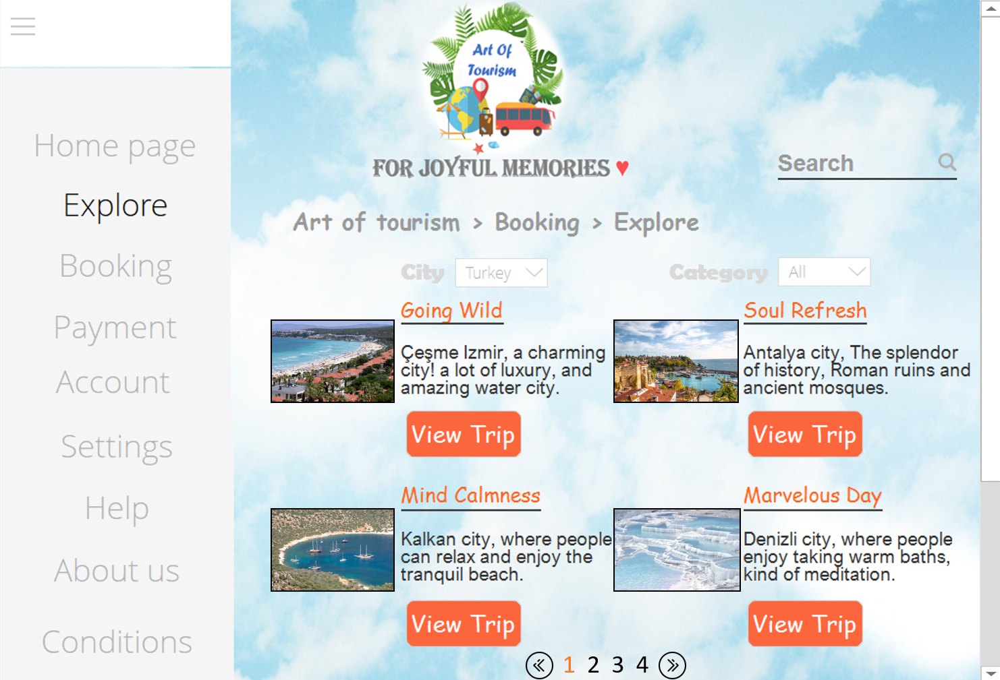 Art Of
Tourism
FOR JOYFUL MEMORIES ♥
Search
Home page
Explore
Booking
Payment
Account
Settings
Help
About us
Conditions
Art of tourism > Booking > Explore
City Turkey
Category All
Going Wild
Çeşme Izmir, a charming
city! a lot of luxury, and
amazing water city.
View Trip
Soul Refresh
Antalya city, The splendor
of history, Roman ruins and
ancient mosques.
View Trip
Mind Calmness
Kalkan city, where people
can relax and enjoy the
tranquil beach.
View Trip
Marvelous Day
Denizli city, where people
enjoy taking warm baths,
kind of meditation.
View Trip
1 2 3 4